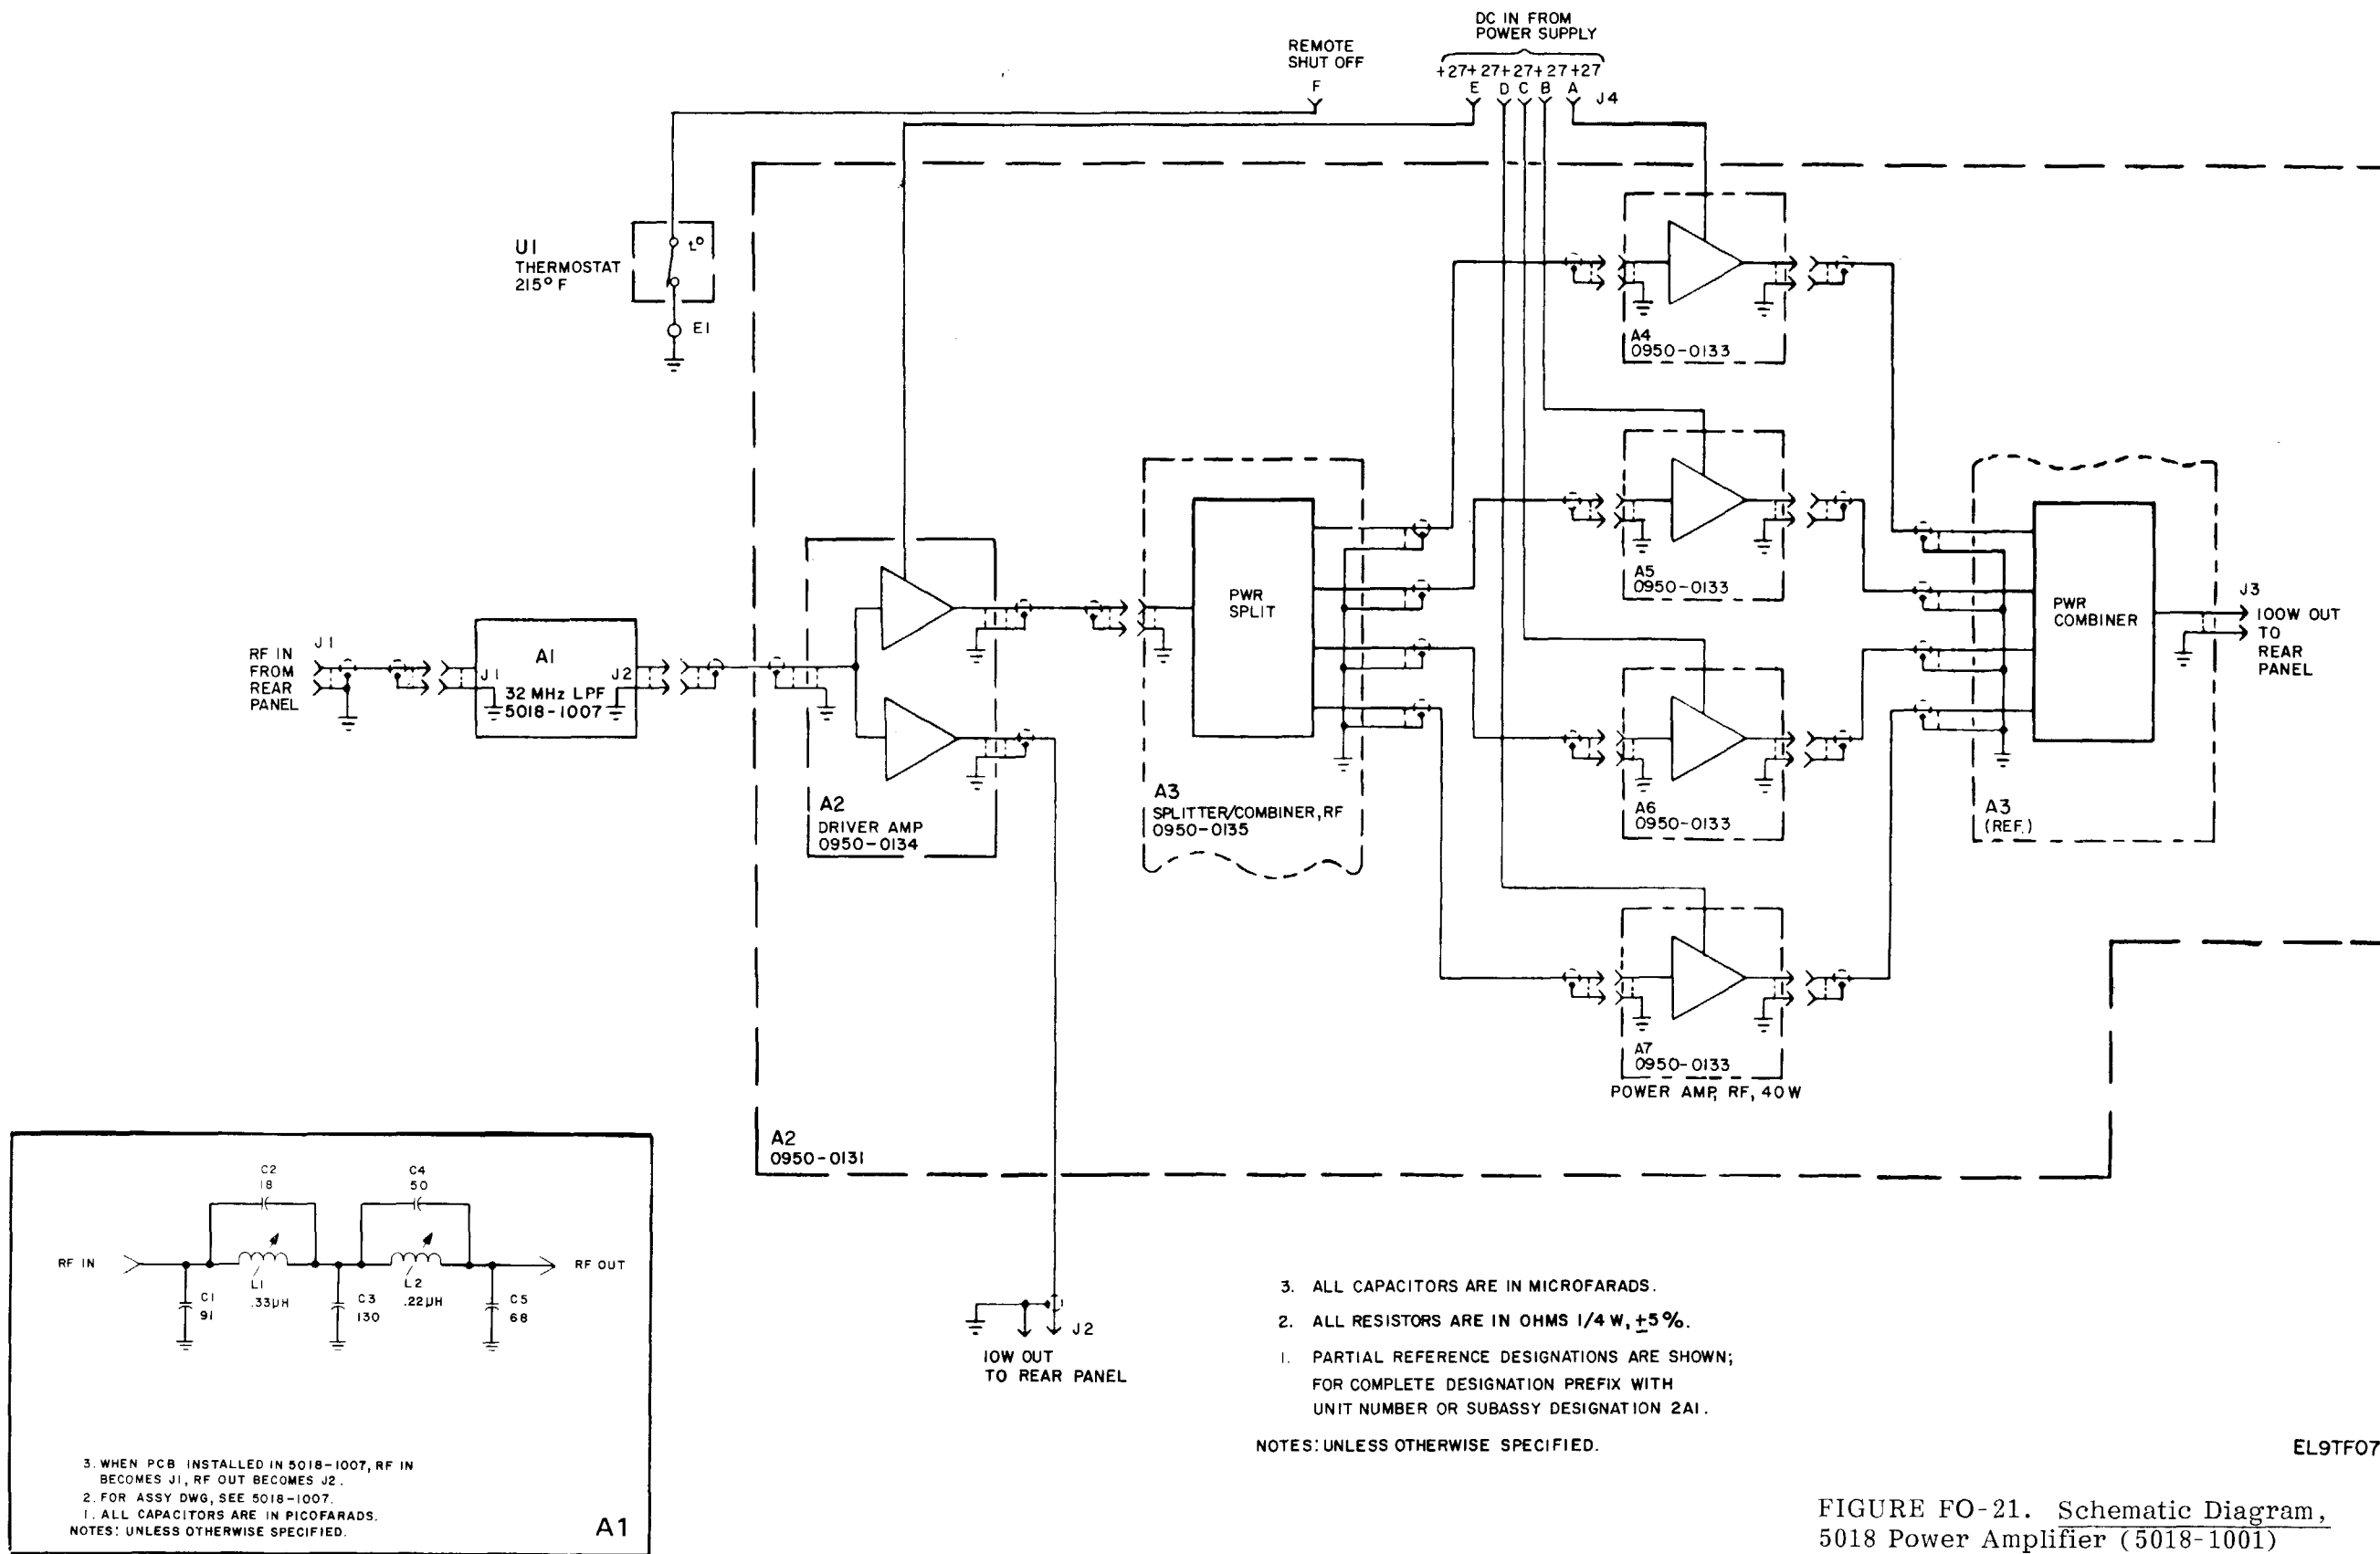 DC IN FROM
POWER SUPPLY
REMOTE
SHUT OFF
+27+27+27+27+27
F
E D C B A
J4
U1
THERMOSTAT
215° F
t°
E1
A4
0950-0133
A5
0950-0133
A6
0950-0133
A7
0950-0133
POWER AMP, RF, 40W
RF IN
FROM
REAR
PANEL
J1
J1
A1
J2
32 MHz LPF
5018-1007
A2
DRIVER AMP
0950-0134
PWR
SPLIT
A3
SPLITTER/COMBINER, RF
0950-0135
PWR
COMBINER
A3
(REF.)
J3
100W OUT
TO
REAR
PANEL
A2
0950-0131
J2
10W OUT
TO REAR PANEL
C2
18
C4
50
RF IN
RF OUT
L1
.33μH
L2
.22μH
C1
91
C3
130
C5
68
3. WHEN PCB INSTALLED IN 5018-1007, RF IN
BECOMES J1, RF OUT BECOMES J2.
2. FOR ASSY DWG, SEE 5018-1007.
1. ALL CAPACITORS ARE IN PICOFARADS.
NOTES: UNLESS OTHERWISE SPECIFIED.
A1
3. ALL CAPACITORS ARE IN MICROFARADS.
2. ALL RESISTORS ARE IN OHMS 1/4 W, ±5%.
1. PARTIAL REFERENCE DESIGNATIONS ARE SHOWN;
FOR COMPLETE DESIGNATION PREFIX WITH
UNIT NUMBER OR SUBASSY DESIGNATION 2A1.
NOTES: UNLESS OTHERWISE SPECIFIED.
EL9TF07
FIGURE FO-21. Schematic Diagram,
5018 Power Amplifier (5018-1001)